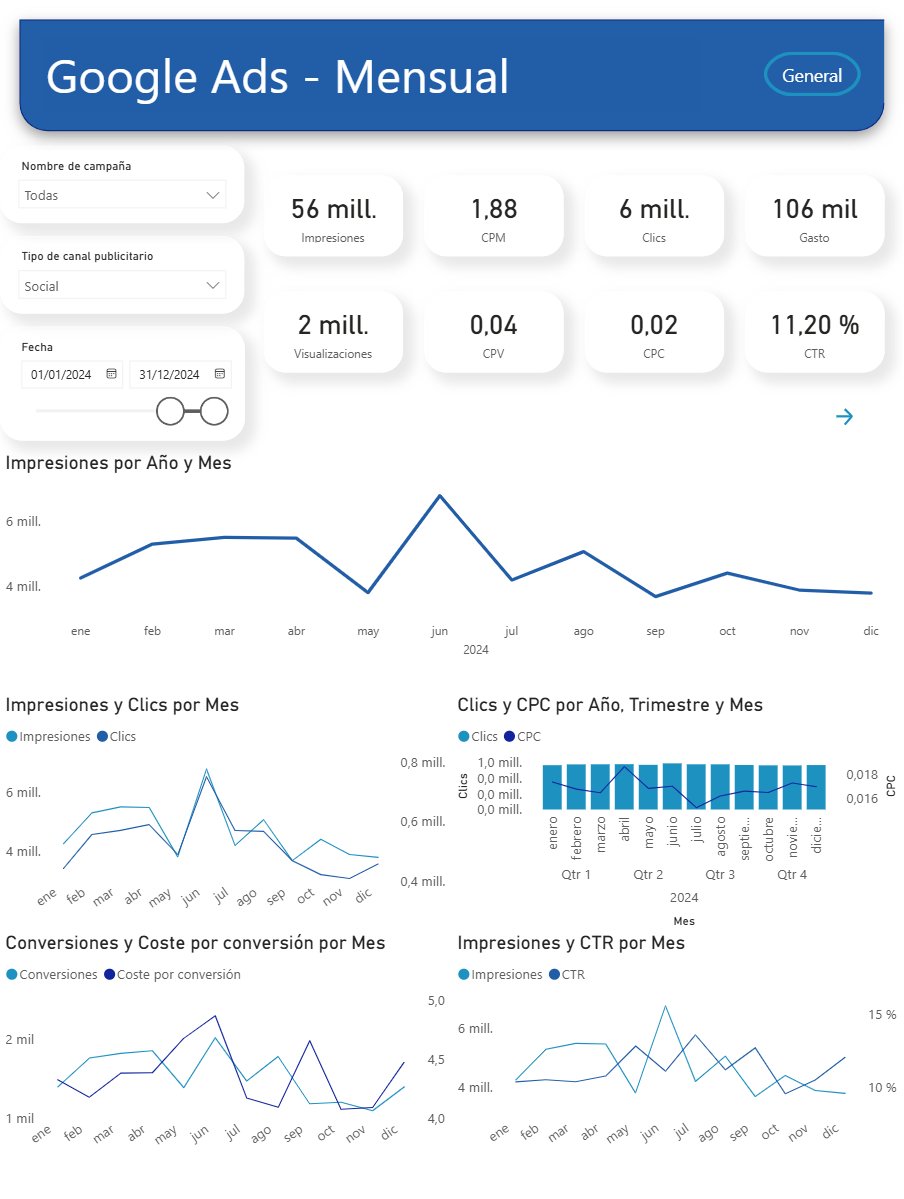 Google Ads - Mensual
General
Nombre de campaña
Todas
Tipo de canal publicitario
Social
Fecha
01/01/2024
31/12/2024
56 mill.
Impresiones
1,88
CPM
6 mill.
Clics
106 mil
Gasto
2 mill.
Visualizaciones
0,04
CPV
0,02
CPC
11,20 %
CTR
Impresiones por Año y Mes
6 mill.
4 mill.
ene feb mar abr may jun jul ago sep oct nov dic
2024
Impresiones y Clics por Mes
Impresiones Clics
6 mill.
4 mill.
0,8 mill.
0,6 mill.
0,4 mill.
ene feb mar abr may jun jul ago sep oct nov dic
Clics y CPC por Año, Trimestre y Mes
Clics CPC
Clics
1,0 mill.
0,0 mill.
0,0 mill.
0,0 mill.
0,018
0,016
CPC
enero febrero marzo abril mayo junio julio agosto septie... octubre novie... dicie...
Qtr 1 Qtr 2 Qtr 3 Qtr 4
2024
Mes
Conversiones y Coste por conversión por Mes
Conversiones Coste por conversión
2 mil
1 mil
5,0
4,5
4,0
ene feb mar abr may jun jul ago sep oct nov dic
Impresiones y CTR por Mes
Impresiones CTR
6 mill.
4 mill.
15 %
10 %
ene feb mar abr may jun jul ago sep oct nov dic